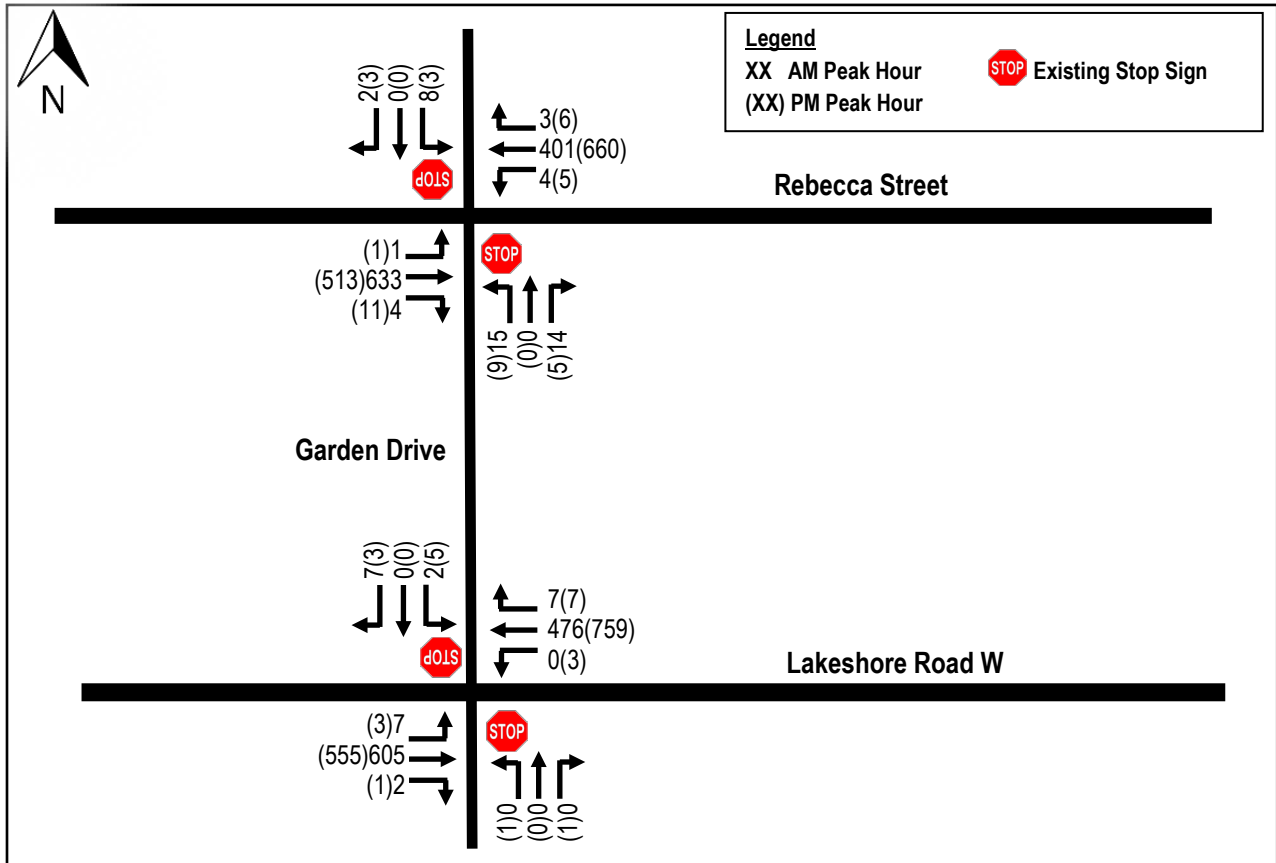 N
Legend
XX AM Peak Hour
(XX) PM Peak Hour
STOP Existing Stop Sign
2(3)
0(0)
8(3)
3(6)
401(660)
4(5)
STOP
Rebecca Street
(1)1
(513)633
(11)4
STOP
(9)15
(0)0
(5)14
Garden Drive
7(3)
0(0)
2(5)
7(7)
476(759)
0(3)
STOP
Lakeshore Road W
(3)7
(555)605
(1)2
STOP
(1)0
(0)0
(1)0